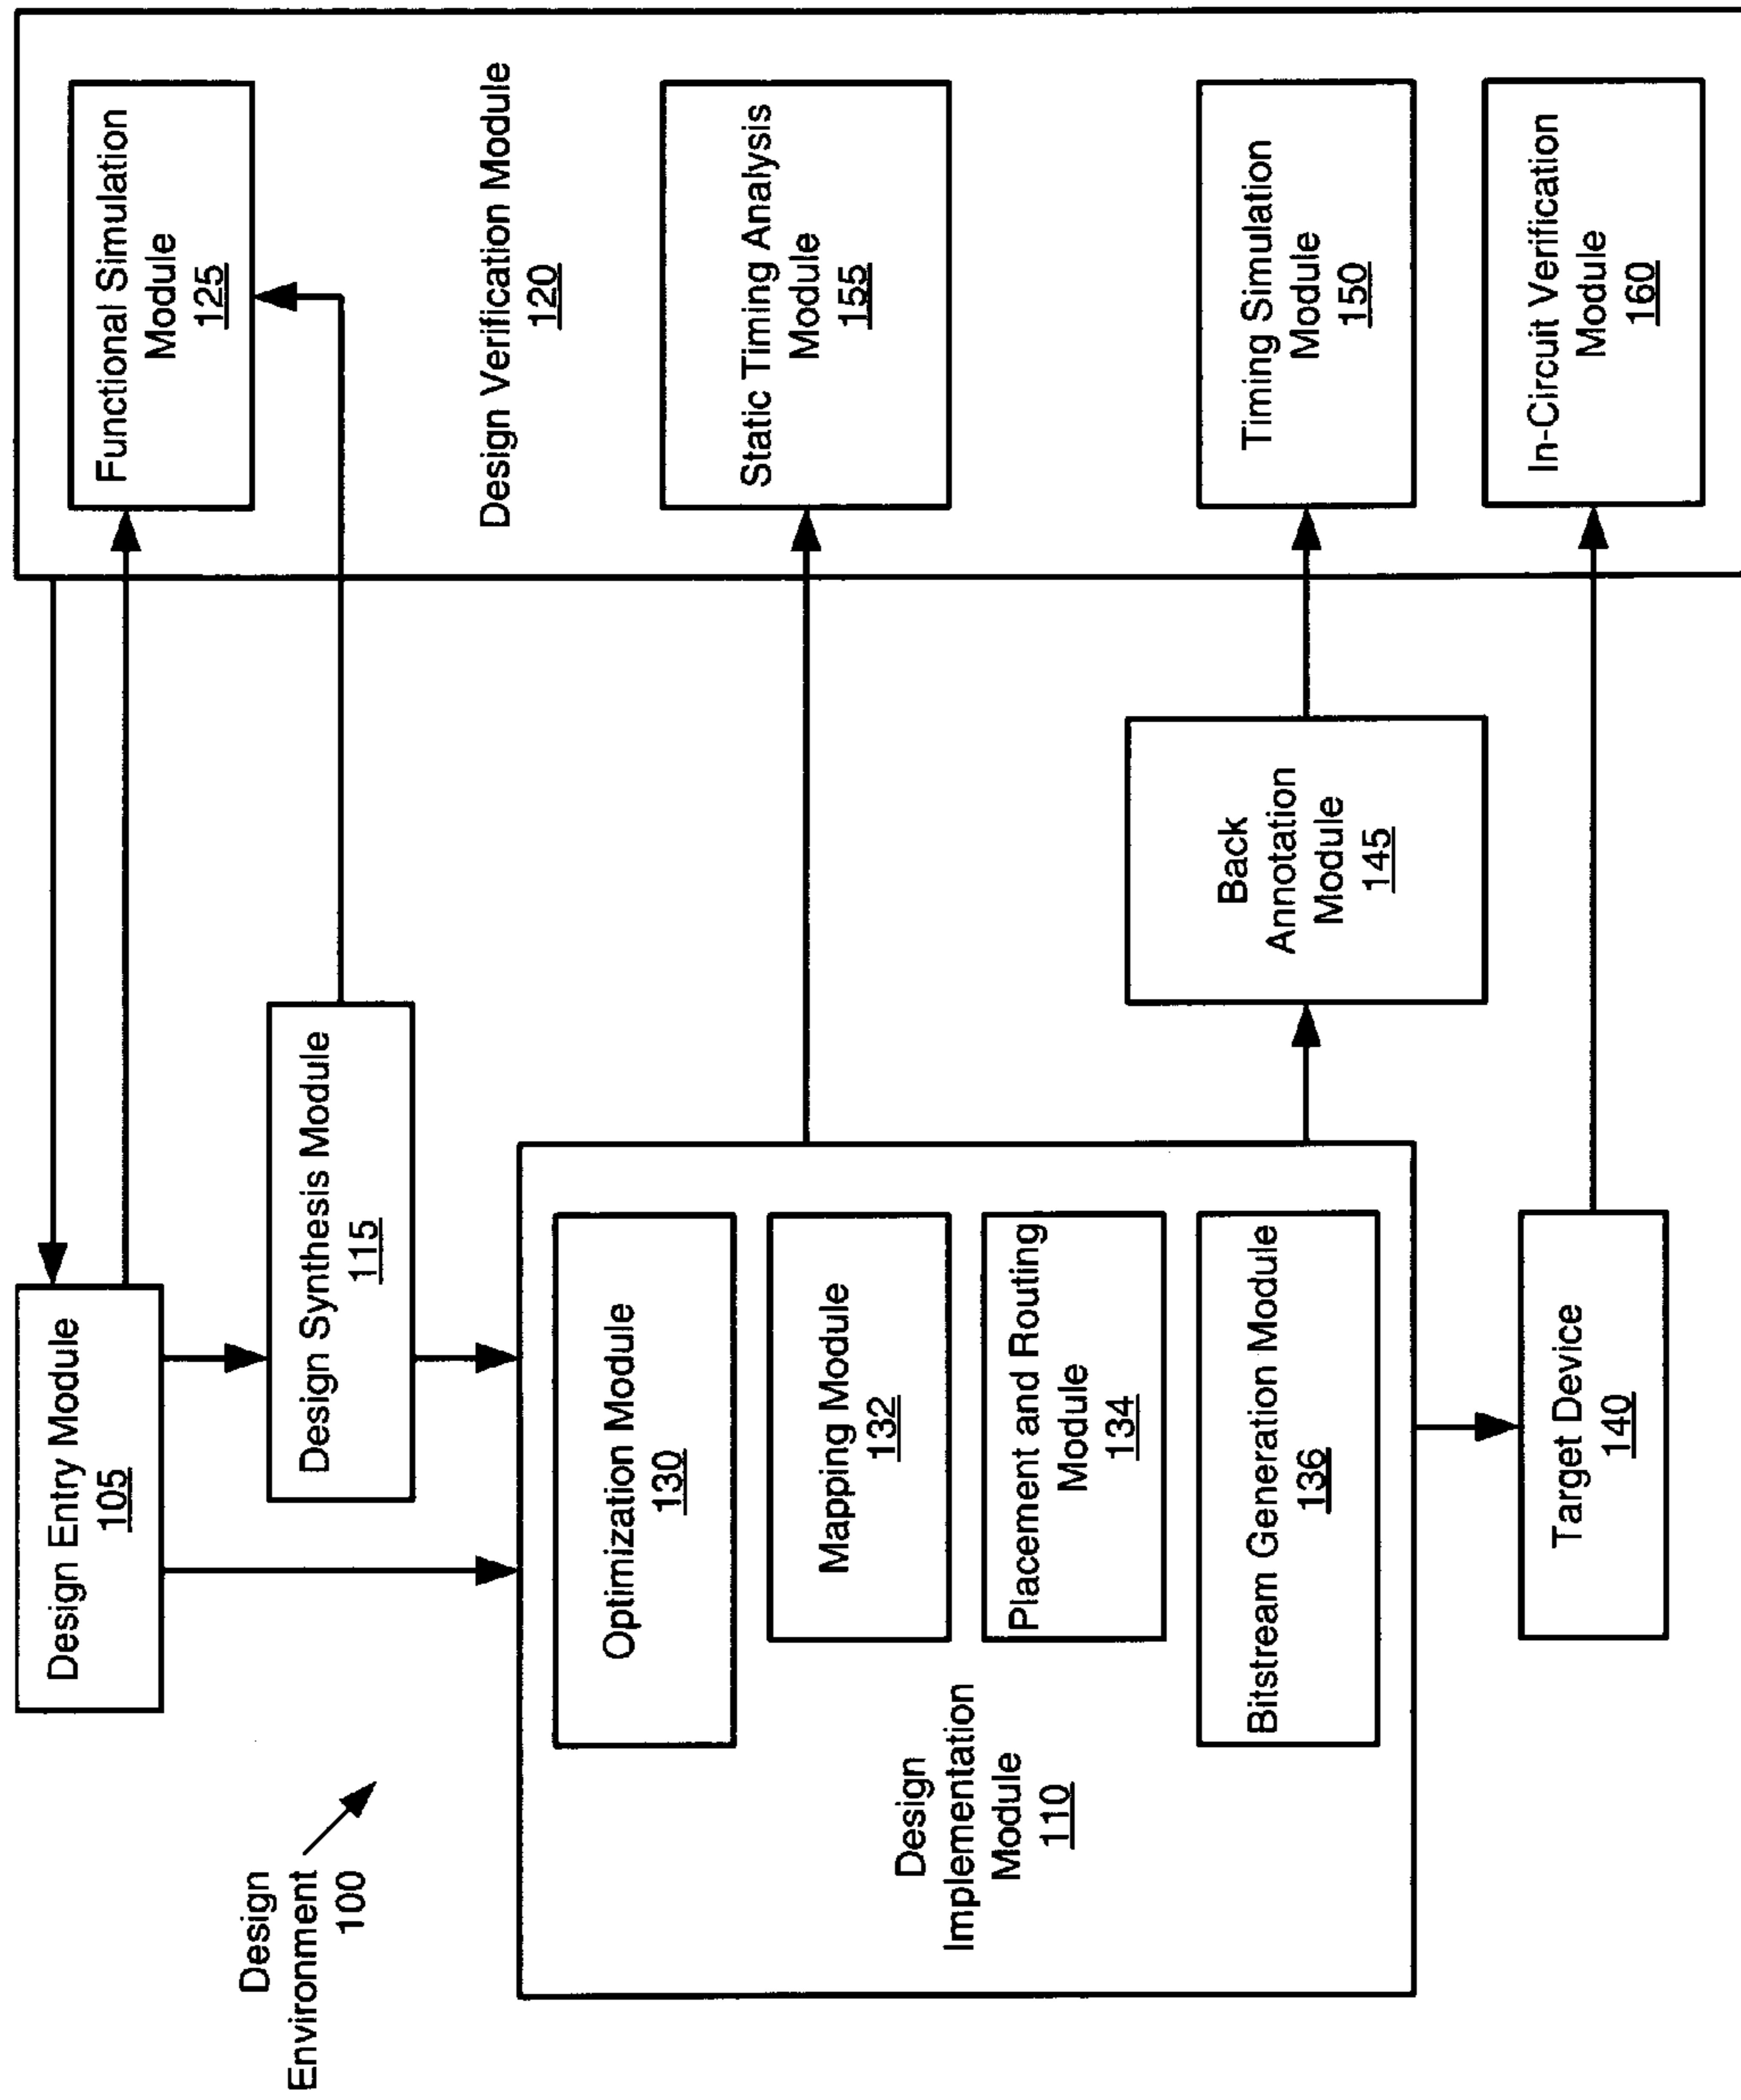 Design Entry Module
105
Design Synthesis Module
115
Design
Environment
100
Optimization Module
130
Mapping Module
132
Placement and Routing
Module
134
Bitstream Generation Module
136
Design
Implementation
Module
110
Target Device
140
Back
Annotation
Module
145
Functional Simulation
Module
125
Design Verification Module
120
Static Timing Analysis
Module
155
Timing Simulation
Module
150
In-Circuit Verification
Module
160